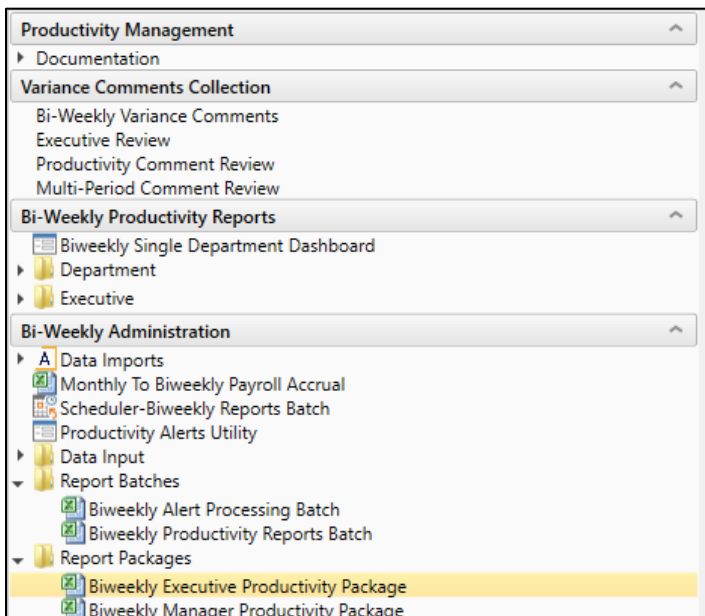 Productivity Management
Documentation
Variance Comments Collection
Bi-Weekly Variance Comments
Executive Review
Productivity Comment Review
Multi-Period Comment Review
Bi-Weekly Productivity Reports
Biweekly Single Department Dashboard
Department
Executive
Bi-Weekly Administration
A Data Imports
Monthly To Biweekly Payroll Accrual
Scheduler-Biweekly Reports Batch
Productivity Alerts Utility
Data Input
Report Batches
Biweekly Alert Processing Batch
Biweekly Productivity Reports Batch
Report Packages
Biweekly Executive Productivity Package
Biweekly Manager Productivity Package